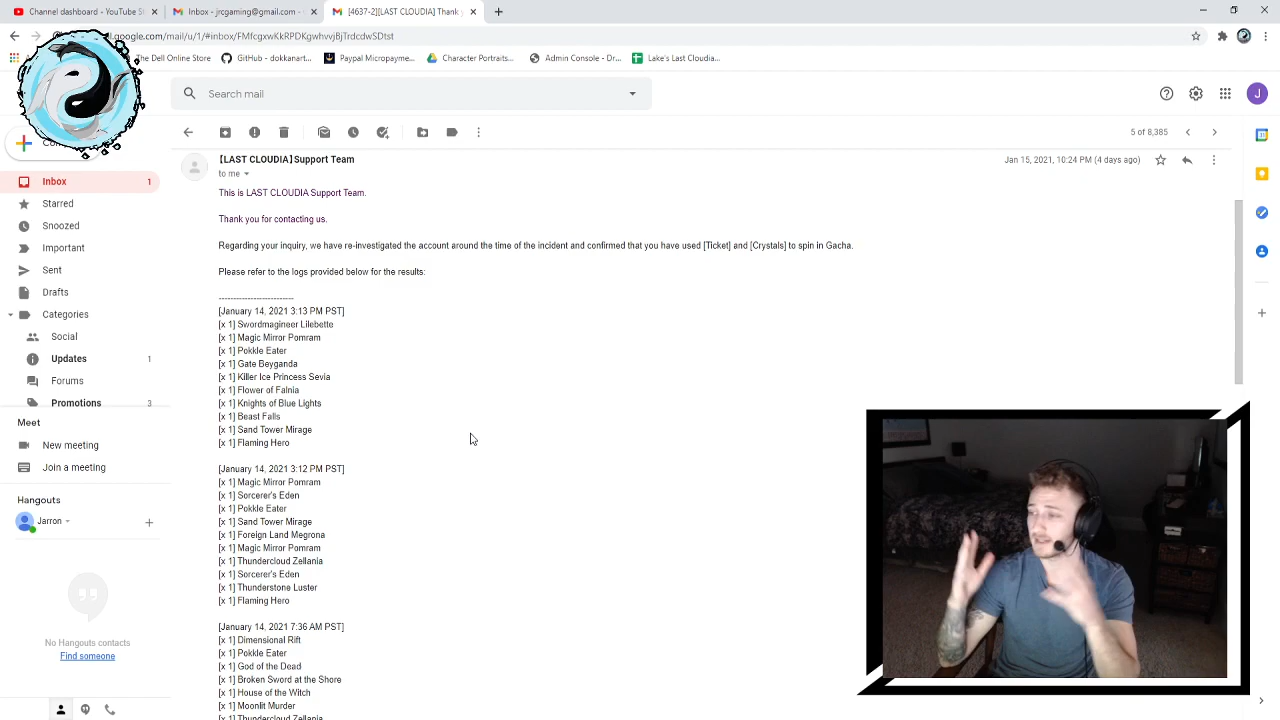 Channel dashboard - YouTube S
Inbox - jrcgaming@gmail.com -
[4637-2][LAST CLOUDIA] Thank
.google.com/mail/u/1/#inbox/FMfcgxwKkRPDKgwhvvjBjTrdcdwSDtst
The Dell Online Store
GitHub - dokkanart...
Paypal Micropayme...
Character Portraits...
Admin Console - Dr...
Lake's Last Cloudia...
Search mail
J
5 of 8,385
Inbox 1
Starred
Snoozed
Important
Sent
Drafts
Categories
Social
Updates 1
Forums
Promotions 3
Meet
New meeting
Join a meeting
Hangouts
Jarron
No Hangouts contacts
Find someone
【LAST CLOUDIA】Support Team
Jan 15, 2021, 10:24 PM (4 days ago)
to me
This is LAST CLOUDIA Support Team.
Thank you for contacting us.
Regarding your inquiry, we have re-investigated the account around the time of the incident and confirmed that you have used [Ticket] and [Crystals] to spin in Gacha.
Please refer to the logs provided below for the results:
--------------------------
[January 14, 2021 3:13 PM PST]
[x 1] Swordmagineer Lilebette
[x 1] Magic Mirror Pomram
[x 1] Pokkle Eater
[x 1] Gate Beyganda
[x 1] Killer Ice Princess Sevia
[x 1] Flower of Falnia
[x 1] Knights of Blue Lights
[x 1] Beast Falls
[x 1] Sand Tower Mirage
[x 1] Flaming Hero
[January 14, 2021 3:12 PM PST]
[x 1] Magic Mirror Pomram
[x 1] Sorcerer's Eden
[x 1] Pokkle Eater
[x 1] Sand Tower Mirage
[x 1] Foreign Land Megrona
[x 1] Magic Mirror Pomram
[x 1] Thundercloud Zellania
[x 1] Sorcerer's Eden
[x 1] Thunderstone Luster
[x 1] Flaming Hero
[January 14, 2021 7:36 AM PST]
[x 1] Dimensional Rift
[x 1] Pokkle Eater
[x 1] God of the Dead
[x 1] Broken Sword at the Shore
[x 1] House of the Witch
[x 1] Moonlit Murder
[x 1] Thundercloud Zellania